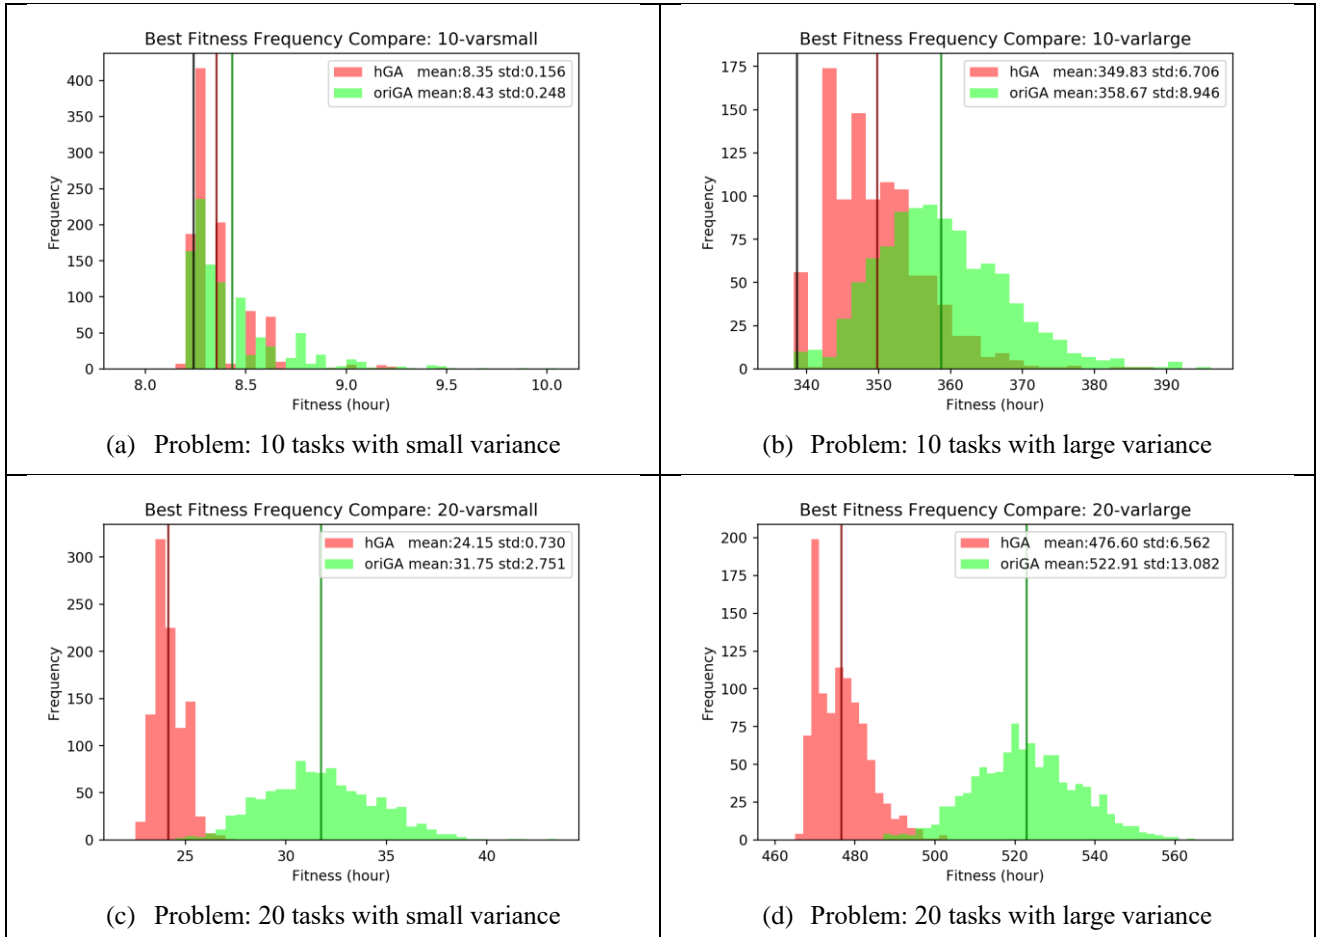 Best Fitness Frequency Compare: 10-varsmall
hGA mean:8.35 std:0.156
oriGA mean:8.43 std:0.248
400
350
300
250
200
150
100
50
0
Frequency
8.0 8.5 9.0 9.5 10.0
Fitness (hour)
(a) Problem: 10 tasks with small variance
Best Fitness Frequency Compare: 10-varlarge
hGA mean:349.83 std:6.706
oriGA mean:358.67 std:8.946
175
150
125
100
75
50
25
0
Frequency
340 350 360 370 380 390
Fitness (hour)
(b) Problem: 10 tasks with large variance
Best Fitness Frequency Compare: 20-varsmall
hGA mean:24.15 std:0.730
oriGA mean:31.75 std:2.751
300
250
200
150
100
50
0
Frequency
25 30 35 40
Fitness (hour)
(c) Problem: 20 tasks with small variance
Best Fitness Frequency Compare: 20-varlarge
hGA mean:476.60 std:6.562
oriGA mean:522.91 std:13.082
200
175
150
125
100
75
50
25
0
Frequency
460 480 500 520 540 560
Fitness (hour)
(d) Problem: 20 tasks with large variance